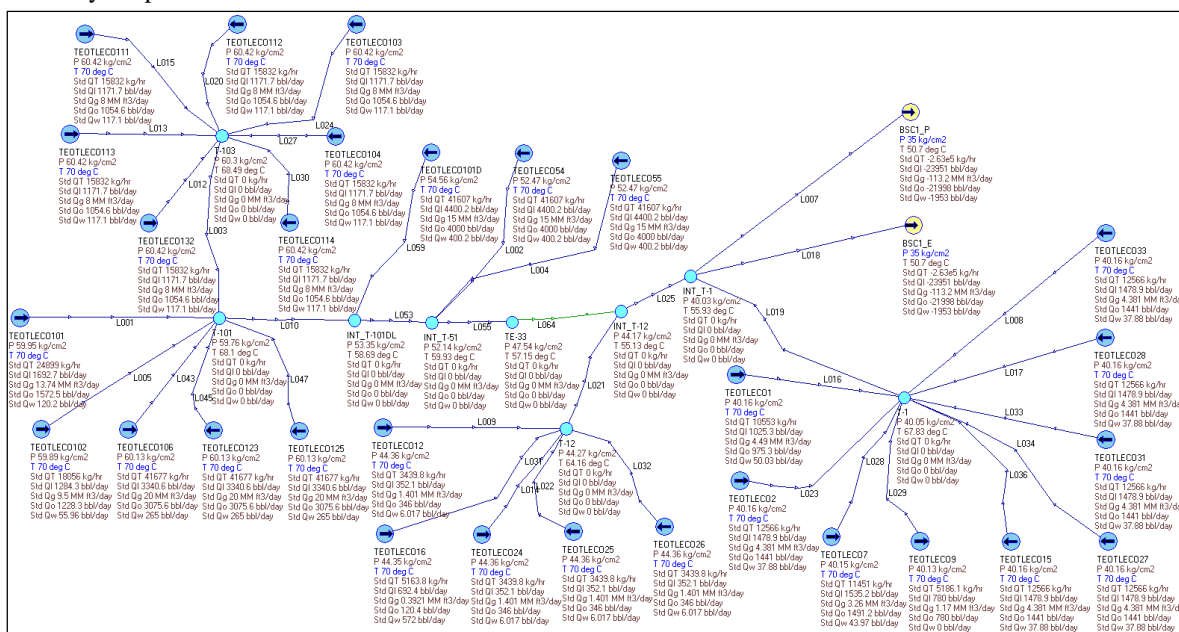 TEOTLECO111
P 60.42 kg/cm2
T 70 deg C
Std QT 15832 kg/hr
Std Ql 1171.7 bbl/day
Std Qg 8 MM ft3/day
Std Qo 1054.6 bbl/day
Std Qw 117.1 bbl/day
L015
TEOTLECO112
P 60.42 kg/cm2
T 70 deg C
Std QT 15832 kg/hr
Std Ql 1171.7 bbl/day
Std Qg 8 MM ft3/day
Std Qo 1054.6 bbl/day
Std Qw 117.1 bbl/day
L020
TEOTLECO103
P 60.42 kg/cm2
T 70 deg C
Std QT 15832 kg/hr
Std Ql 1171.7 bbl/day
Std Qg 8 MM ft3/day
Std Qo 1054.6 bbl/day
Std Qw 117.1 bbl/day
L024
L013
L027
TEOTLECO113
P 60.42 kg/cm2
T 70 deg C
Std QT 15832 kg/hr
Std Ql 1171.7 bbl/day
Std Qg 8 MM ft3/day
Std Qo 1054.6 bbl/day
Std Qw 117.1 bbl/day
L012
T-103
P 60.3 kg/cm2
T 68.49 deg C
Std QT 0 kg/hr
Std Ql 0 bbl/day
Std Qg 0 MM ft3/day
Std Qo 0 bbl/day
Std Qw 0 bbl/day
L003
L030
TEOTLECO104
P 60.42 kg/cm2
T 70 deg C
Std QT 15832 kg/hr
Std Ql 1171.7 bbl/day
Std Qg 8 MM ft3/day
Std Qo 1054.6 bbl/day
Std Qw 117.1 bbl/day
TEOTLECO101D
P 54.56 kg/cm2
T 70 deg C
Std QT 41607 kg/hr
Std Ql 4400.2 bbl/day
Std Qg 15 MM ft3/day
Std Qo 4000 bbl/day
Std Qw 400.2 bbl/day
L059
TEOTLECO54
P 52.47 kg/cm2
T 70 deg C
Std QT 41607 kg/hr
Std Ql 4400.2 bbl/day
Std Qg 15 MM ft3/day
Std Qo 4000 bbl/day
Std Qw 400.2 bbl/day
L002
TEOTLECO55
P 52.47 kg/cm2
T 70 deg C
Std QT 41607 kg/hr
Std Ql 4400.2 bbl/day
Std Qg 15 MM ft3/day
Std Qo 4000 bbl/day
Std Qw 400.2 bbl/day
L004
BSC1_P
P 35 kg/cm2
T 50.7 deg C
Std QT -2.63e5 kg/hr
Std Ql -23951 bbl/day
Std Qg -113.2 MM ft3/day
Std Qo -21998 bbl/day
Std Qw -1953 bbl/day
L007
BSC1_E
P 35 kg/cm2
T 50.7 deg C
Std QT -2.63e5 kg/hr
Std Ql -23951 bbl/day
Std Qg -113.2 MM ft3/day
Std Qo -21998 bbl/day
Std Qw -1953 bbl/day
L018
TEOTLECO132
P 60.42 kg/cm2
T 70 deg C
Std QT 15832 kg/hr
Std Ql 1171.7 bbl/day
Std Qg 8 MM ft3/day
Std Qo 1054.6 bbl/day
Std Qw 117.1 bbl/day
TEOTLECO114
P 60.42 kg/cm2
T 70 deg C
Std QT 15832 kg/hr
Std Ql 1171.7 bbl/day
Std Qg 8 MM ft3/day
Std Qo 1054.6 bbl/day
Std Qw 117.1 bbl/day
TEOTLECO101
P 59.95 kg/cm2
T 70 deg C
Std QT 24899 kg/hr
Std Ql 1692.7 bbl/day
Std Qg 13.74 MM ft3/day
Std Qo 1572.5 bbl/day
Std Qw 120.2 bbl/day
L001
L010
L053
L055
L064
L025
L005
L043
L045
L047
T-101
P 59.76 kg/cm2
T 68.1 deg C
Std QT 0 kg/hr
Std Ql 0 bbl/day
Std Qg 0 MM ft3/day
Std Qo 0 bbl/day
Std Qw 0 bbl/day
INT_T-101DL
P 53.35 kg/cm2
T 58.69 deg C
Std QT 0 kg/hr
Std Ql 0 bbl/day
Std Qg 0 MM ft3/day
Std Qo 0 bbl/day
Std Qw 0 bbl/day
INT_T-51
P 52.14 kg/cm2
T 59.93 deg C
Std QT 0 kg/hr
Std Ql 0 bbl/day
Std Qg 0 MM ft3/day
Std Qo 0 bbl/day
Std Qw 0 bbl/day
TE-33
P 47.54 kg/cm2
T 57.15 deg C
Std QT 0 kg/hr
Std Ql 0 bbl/day
Std Qg 0 MM ft3/day
Std Qo 0 bbl/day
Std Qw 0 bbl/day
INT_T-12
P 44.17 kg/cm2
T 55.13 deg C
Std QT 0 kg/hr
Std Ql 0 bbl/day
Std Qg 0 MM ft3/day
Std Qo 0 bbl/day
Std Qw 0 bbl/day
L021
INT_T-1
P 40.03 kg/cm2
T 55.93 deg C
Std QT 0 kg/hr
Std Ql 0 bbl/day
Std Qg 0 MM ft3/day
Std Qo 0 bbl/day
Std Qw 0 bbl/day
L019
TEOTLECO33
P 40.16 kg/cm2
T 70 deg C
Std QT 12566 kg/hr
Std Ql 1478.9 bbl/day
Std Qg 4.381 MM ft3/day
Std Qo 1441 bbl/day
Std Qw 37.88 bbl/day
L008
TEOTLECO28
P 40.16 kg/cm2
T 70 deg C
Std QT 12566 kg/hr
Std Ql 1478.9 bbl/day
Std Qg 4.381 MM ft3/day
Std Qo 1441 bbl/day
Std Qw 37.88 bbl/day
L017
L016
L033
L034
L036
L028
L029
L023
TEOTLECO1
P 40.16 kg/cm2
T 70 deg C
Std QT 10553 kg/hr
Std Ql 1025.3 bbl/day
Std Qg 4.49 MM ft3/day
Std Qo 975.3 bbl/day
Std Qw 50.03 bbl/day
T-1
P 40.05 kg/cm2
T 67.83 deg C
Std QT 0 kg/hr
Std Ql 0 bbl/day
Std Qg 0 MM ft3/day
Std Qo 0 bbl/day
Std Qw 0 bbl/day
TEOTLECO31
P 40.16 kg/cm2
T 70 deg C
Std QT 12566 kg/hr
Std Ql 1478.9 bbl/day
Std Qg 4.381 MM ft3/day
Std Qo 1441 bbl/day
Std Qw 37.88 bbl/day
TEOTLECO102
P 59.89 kg/cm2
T 70 deg C
Std QT 18056 kg/hr
Std Ql 1284.3 bbl/day
Std Qg 9.5 MM ft3/day
Std Qo 1228.3 bbl/day
Std Qw 55.96 bbl/day
TEOTLECO106
P 60.13 kg/cm2
T 70 deg C
Std QT 41677 kg/hr
Std Ql 3340.6 bbl/day
Std Qg 20 MM ft3/day
Std Qo 3075.6 bbl/day
Std Qw 265 bbl/day
TEOTLECO123
P 60.13 kg/cm2
T 70 deg C
Std QT 41677 kg/hr
Std Ql 3340.6 bbl/day
Std Qg 20 MM ft3/day
Std Qo 3075.6 bbl/day
Std Qw 265 bbl/day
TEOTLECO125
P 60.13 kg/cm2
T 70 deg C
Std QT 41677 kg/hr
Std Ql 3340.6 bbl/day
Std Qg 20 MM ft3/day
Std Qo 3075.6 bbl/day
Std Qw 265 bbl/day
TEOTLECO12
P 44.36 kg/cm2
T 70 deg C
Std QT 3439.8 kg/hr
Std Ql 352.1 bbl/day
Std Qg 1.401 MM ft3/day
Std Qo 346 bbl/day
Std Qw 6.017 bbl/day
L009
L031
L014
L022
L032
T-12
P 44.27 kg/cm2
T 64.16 deg C
Std QT 0 kg/hr
Std Ql 0 bbl/day
Std Qg 0 MM ft3/day
Std Qo 0 bbl/day
Std Qw 0 bbl/day
TEOTLECO2
P 40.16 kg/cm2
T 70 deg C
Std QT 12566 kg/hr
Std Ql 1478.9 bbl/day
Std Qg 4.381 MM ft3/day
Std Qo 1441 bbl/day
Std Qw 37.88 bbl/day
TEOTLECO16
P 44.35 kg/cm2
T 70 deg C
Std QT 5163.8 kg/hr
Std Ql 692.4 bbl/day
Std Qg 0.3921 MM ft3/day
Std Qo 120.4 bbl/day
Std Qw 572 bbl/day
TEOTLECO24
P 44.36 kg/cm2
T 70 deg C
Std QT 3439.8 kg/hr
Std Ql 352.1 bbl/day
Std Qg 1.401 MM ft3/day
Std Qo 346 bbl/day
Std Qw 6.017 bbl/day
TEOTLECO25
P 44.36 kg/cm2
T 70 deg C
Std QT 3439.8 kg/hr
Std Ql 352.1 bbl/day
Std Qg 1.401 MM ft3/day
Std Qo 346 bbl/day
Std Qw 6.017 bbl/day
TEOTLECO26
P 44.36 kg/cm2
T 70 deg C
Std QT 3439.8 kg/hr
Std Ql 352.1 bbl/day
Std Qg 1.401 MM ft3/day
Std Qo 346 bbl/day
Std Qw 6.017 bbl/day
TEOTLECO7
P 40.15 kg/cm2
T 70 deg C
Std QT 11451 kg/hr
Std Ql 1535.2 bbl/day
Std Qg 3.26 MM ft3/day
Std Qo 1491.2 bbl/day
Std Qw 43.97 bbl/day
TEOTLECO9
P 40.13 kg/cm2
T 70 deg C
Std QT 5186.1 kg/hr
Std Ql 780 bbl/day
Std Qg 1.17 MM ft3/day
Std Qo 780 bbl/day
Std Qw 0 bbl/day
TEOTLECO15
P 40.16 kg/cm2
T 70 deg C
Std QT 12566 kg/hr
Std Ql 1478.9 bbl/day
Std Qg 4.381 MM ft3/day
Std Qo 1441 bbl/day
Std Qw 37.88 bbl/day
TEOTLECO27
P 40.16 kg/cm2
T 70 deg C
Std QT 12566 kg/hr
Std Ql 1478.9 bbl/day
Std Qg 4.381 MM ft3/day
Std Qo 1441 bbl/day
Std Qw 37.88 bbl/day